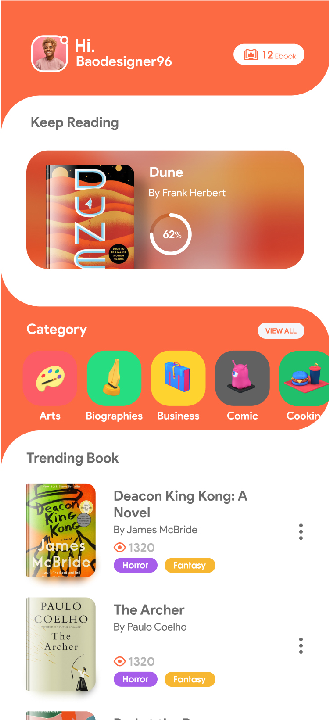 Hi.
Baodesigner96
12 Ebook
Keep Reading
DUNE
Dune
By Frank Herbert
62%
Category
VIEW ALL
Arts
Biographies
Business
Comic
Cookin
Trending Book
Deacon
King
Kong
James
McBride
Deacon King Kong: A
Novel
By James McBride
1320
Horror
Fantasy
PAULO
COELHO
The
Archer
The Archer
By Paulo Coelho
1320
Horror
Fantasy